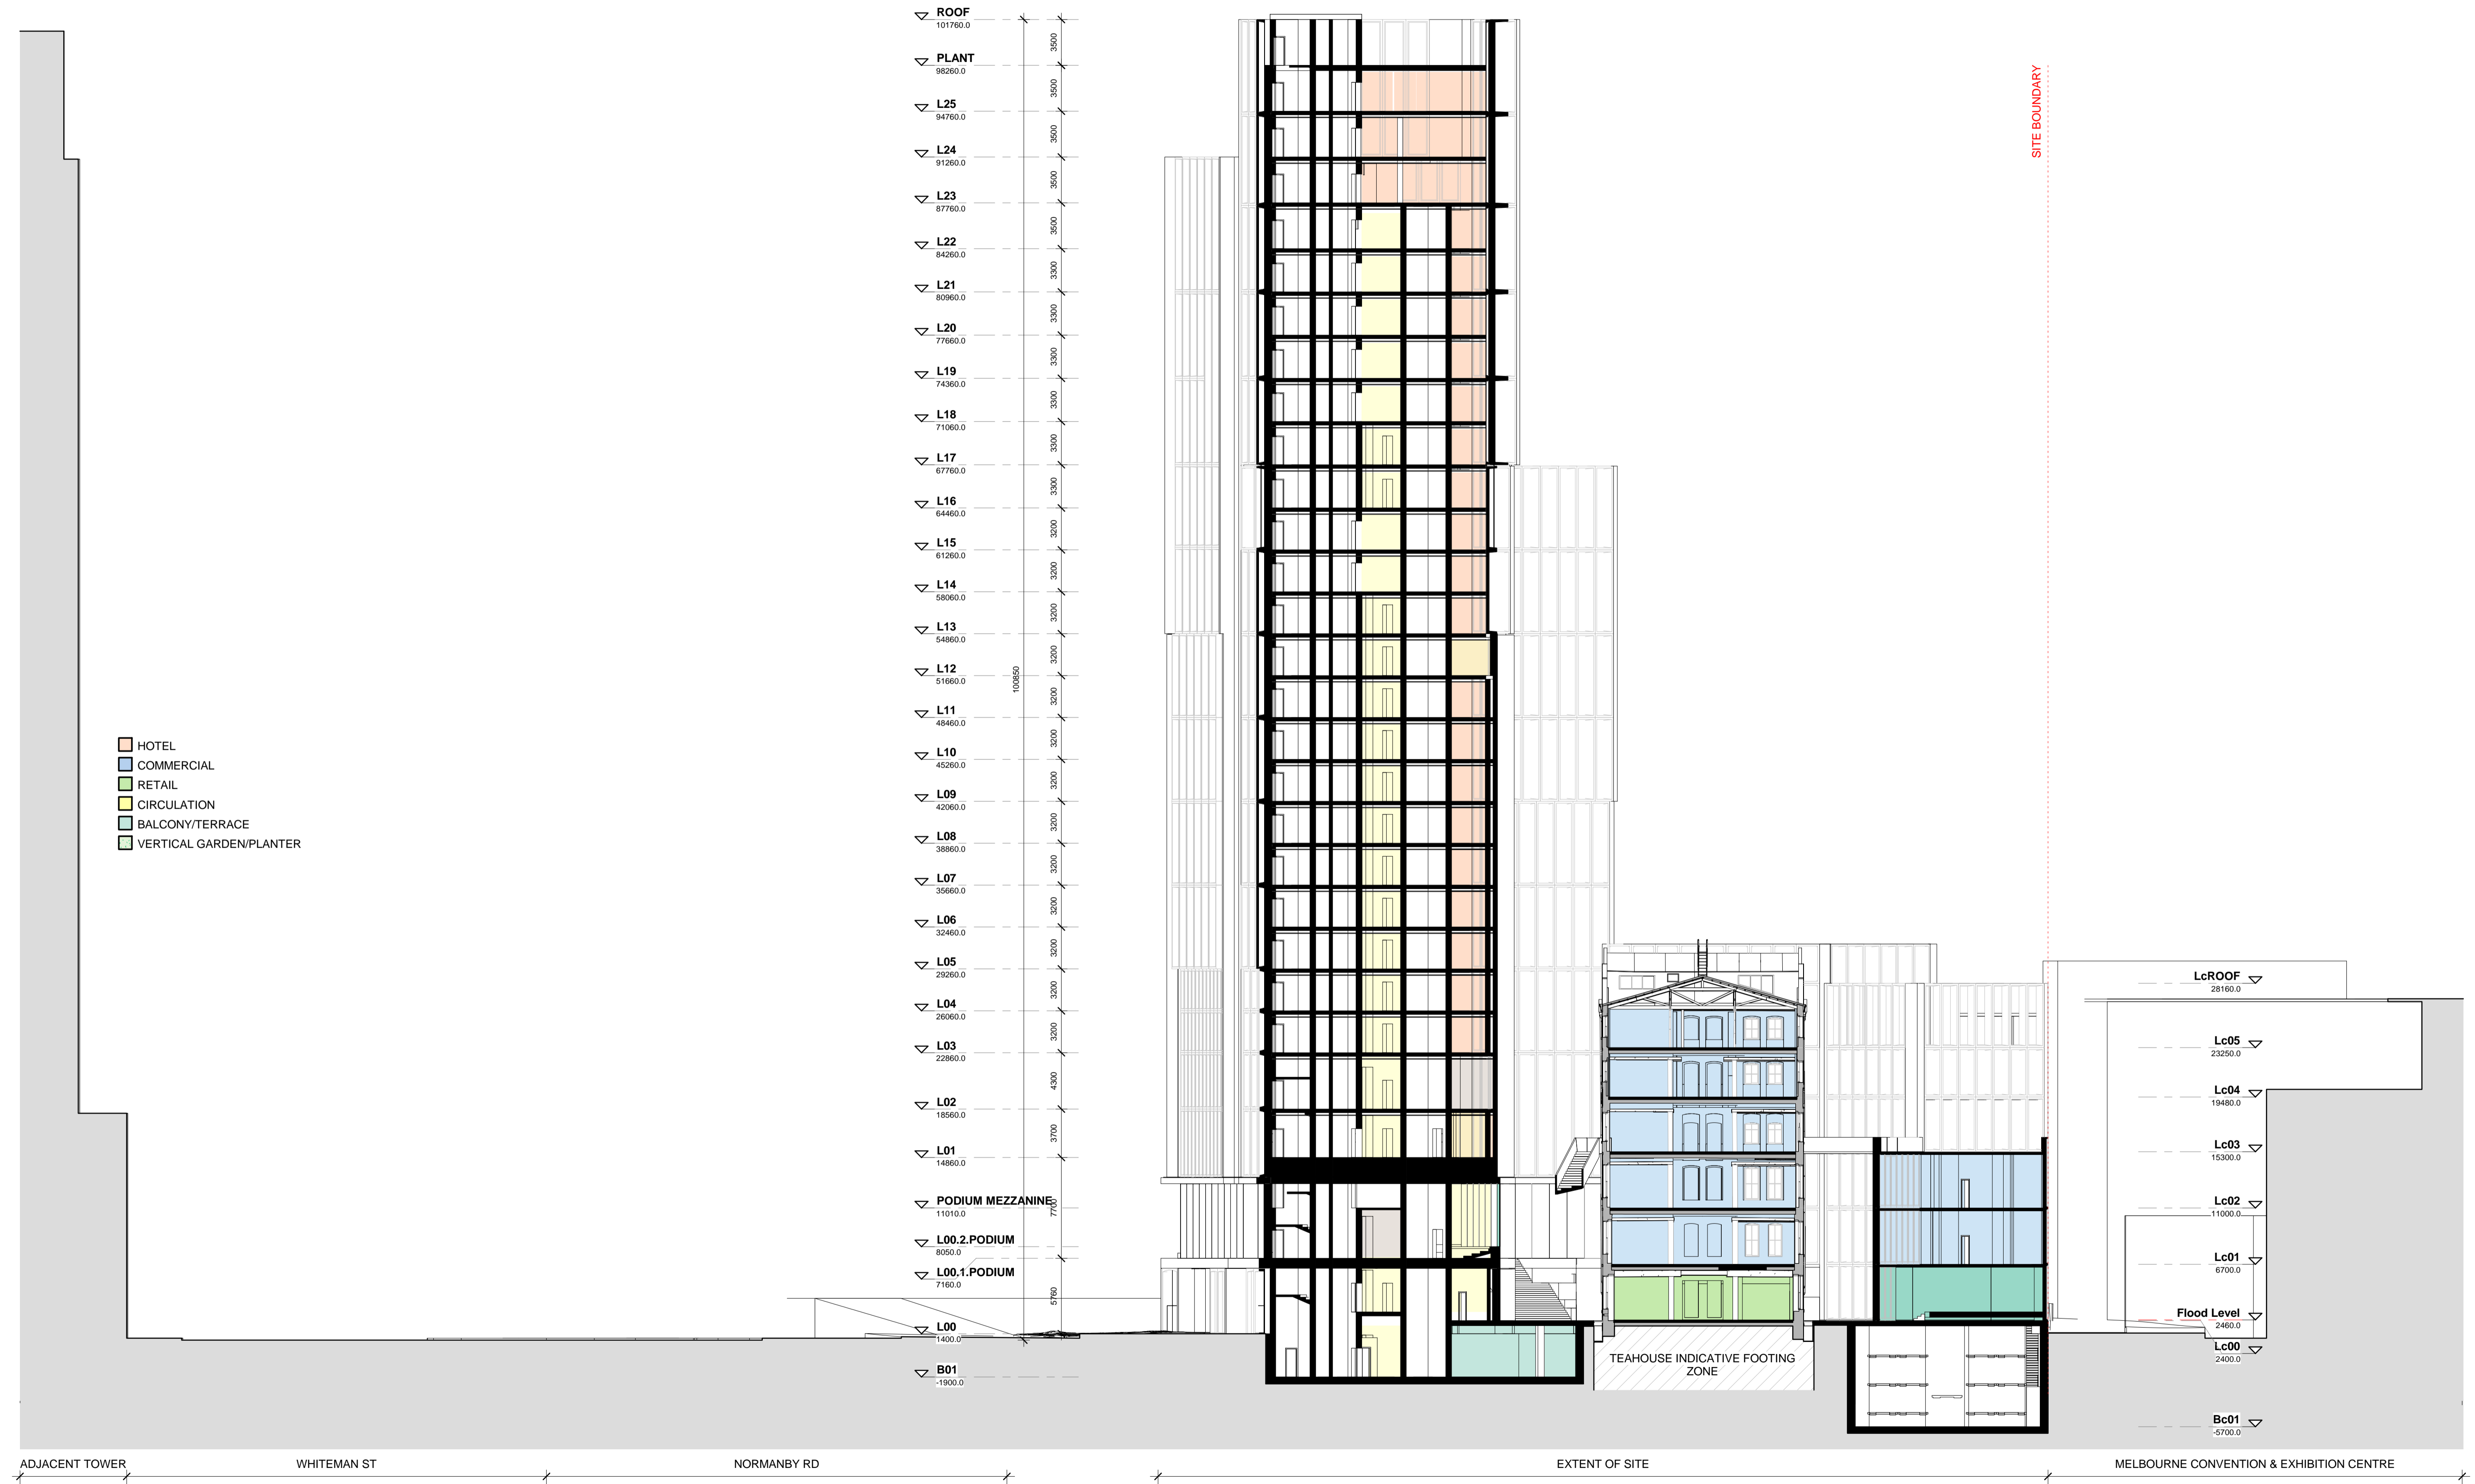 ROOF
101760.0
PLANT
98260.0
L25
94760.0
L24
91260.0
L23
87760.0
L22
84260.0
L21
80960.0
L20
77660.0
L19
74360.0
L18
71060.0
L17
67760.0
L16
64460.0
L15
61260.0
L14
58060.0
L13
54860.0
L12
51660.0
L11
48460.0
L10
45260.0
L09
42060.0
L08
38860.0
L07
35660.0
L06
32460.0
L05
29260.0
L04
26060.0
L03
22860.0
L02
18560.0
L01
14860.0
PODIUM MEZZANINE
11010.0
L00.2.PODIUM
8050.0
L00.1.PODIUM
7160.0
L00
1400.0
B01
-1900.0
100850
3500
3500
3500
3500
3500
3300
3300
3300
3300
3300
3300
3200
3200
3200
3200
3200
3200
3200
3200
3200
3200
3200
3200
3200
4300
3700
7700
5760
HOTEL
COMMERCIAL
RETAIL
CIRCULATION
BALCONY/TERRACE
VERTICAL GARDEN/PLANTER
SITE BOUNDARY
LcROOF
28160.0
Lc05
23250.0
Lc04
19480.0
Lc03
15300.0
Lc02
11000.0
Lc01
6700.0
Flood Level
2460.0
Lc00
2400.0
Bc01
-5700.0
TEAHOUSE INDICATIVE FOOTING
ZONE
ADJACENT TOWER
WHITEMAN ST
NORMANBY RD
EXTENT OF SITE
MELBOURNE CONVENTION & EXHIBITION CENTRE